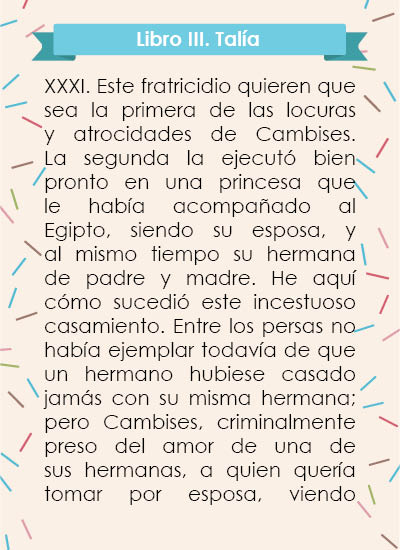 Libro III. Talía
XXXI. Este fratricidio quieren que
sea la primera de las locuras
y atrocidades de Cambises.
La segunda la ejecutó bien
pronto en una princesa que
le había acompañado al
Egipto, siendo su esposa, y
al mismo tiempo su hermana
de padre y madre. He aquí
cómo sucedió este incestuoso
casamiento. Entre los persas no
había ejemplar todavía de que
un hermano hubiese casado
jamás con su misma hermana;
pero Cambises, criminalmente
preso del amor de una de
sus hermanas, a quien quería
tomar por esposa, viendo